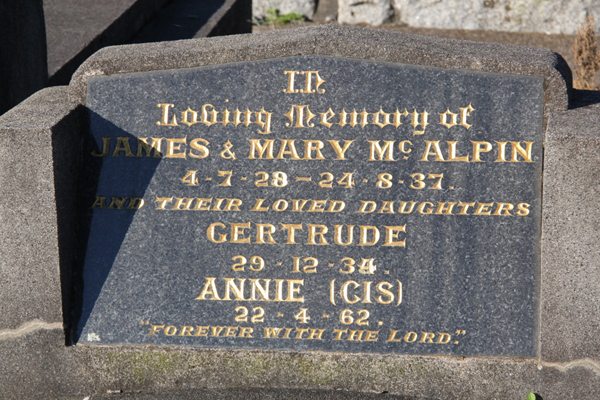 In
Loving Memory of
JAMES & MARY McALPIN
4-7-28-24-8-37.
AND THEIR LOVED DAUGHTERS
GERTRUDE
29-12-34.
ANNIE (CIS)
22-4-62.
"FOREVER WITH THE LORD."